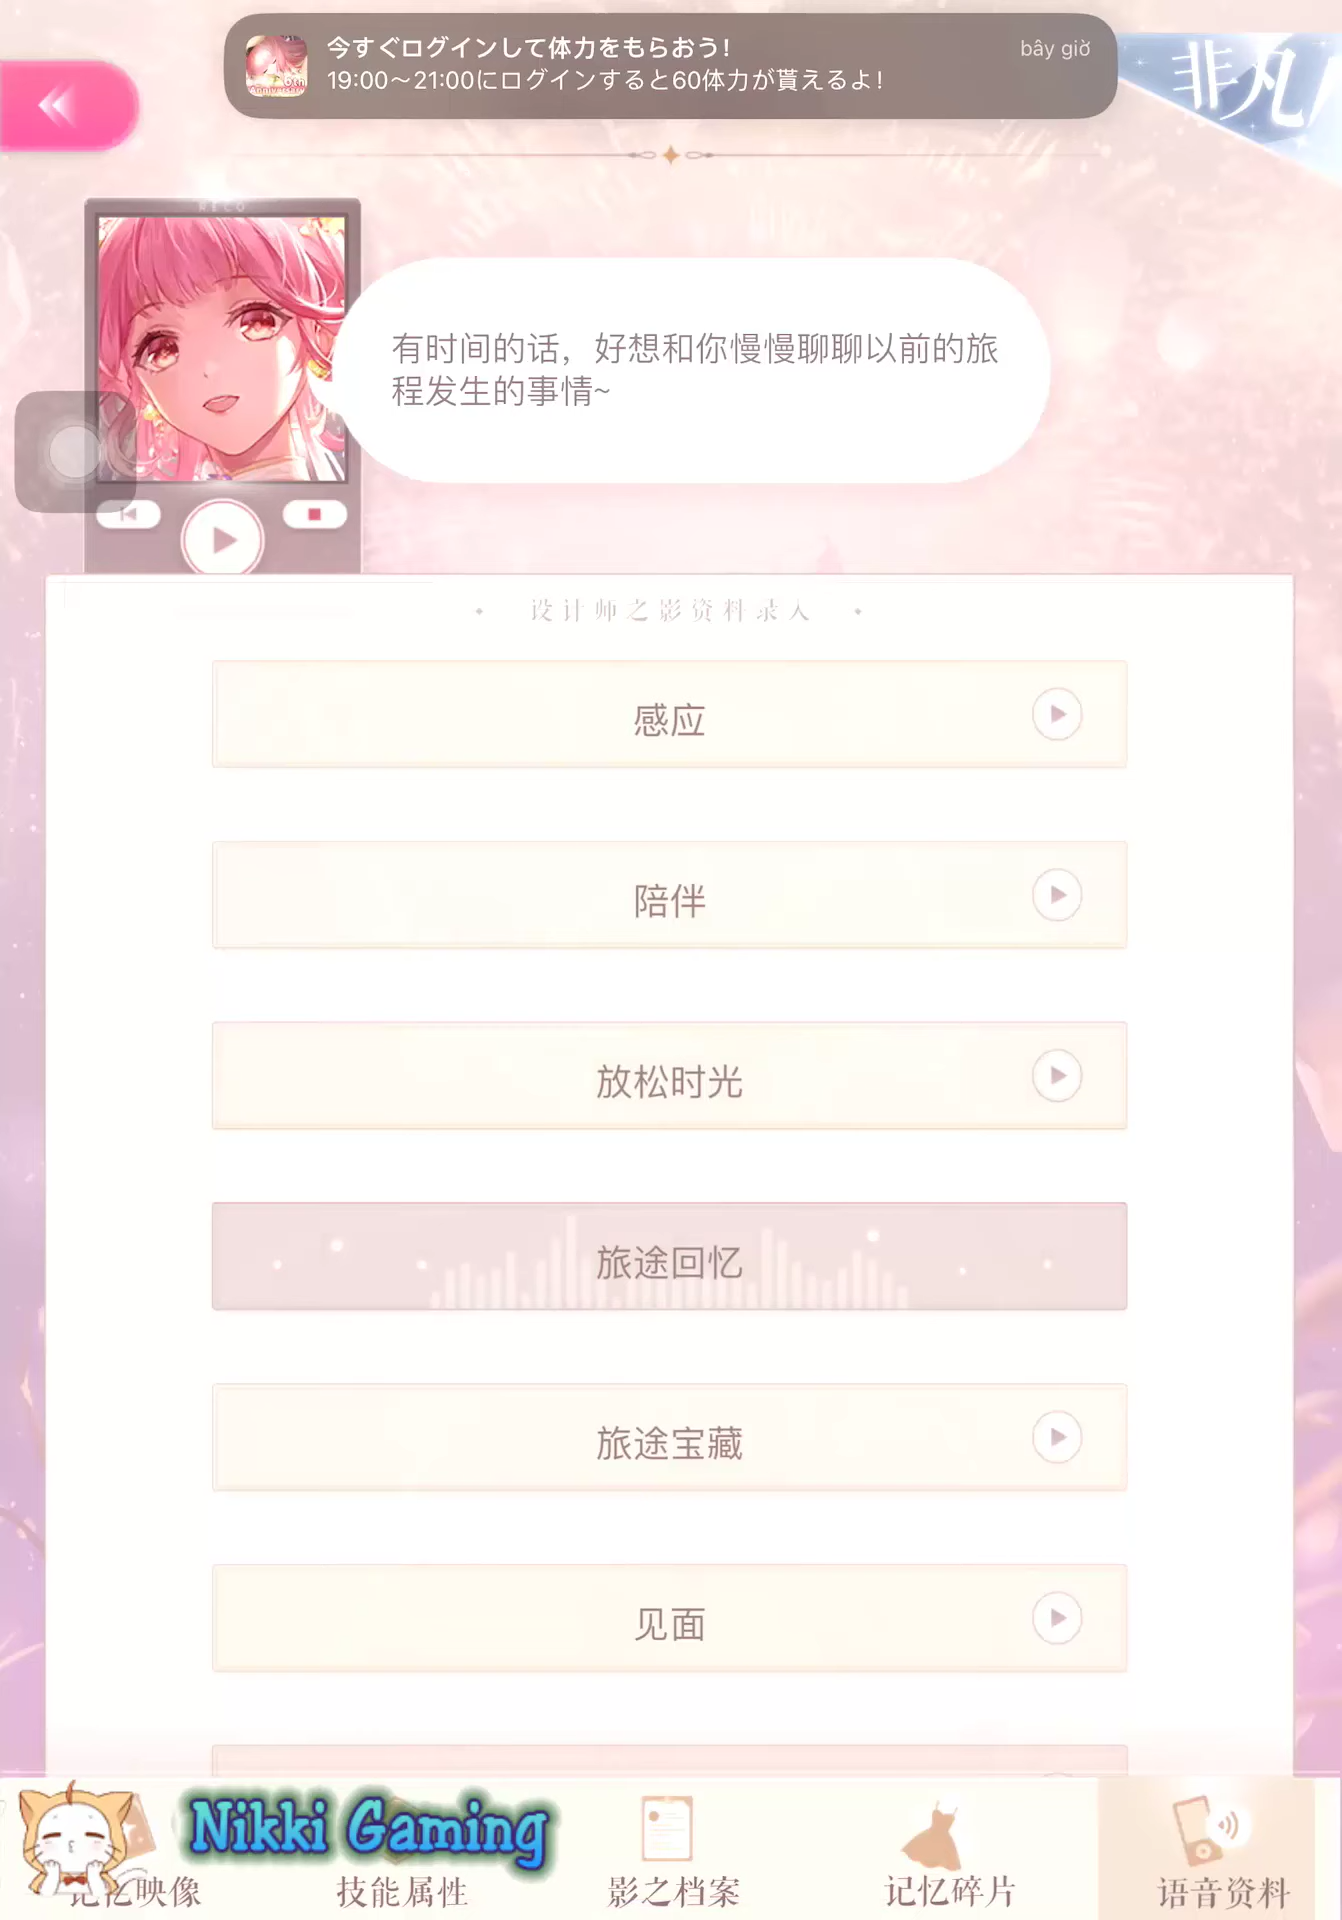 今すぐログインして体力をもらおう！
bây giờ
19:00～21:00にログインすると60体力が貰えるよ！
非凡
RECO
有时间的话，好想和你慢慢聊聊以前的旅
程发生的事情~
设计师之影资料录入
感应
陪伴
放松时光
旅途回忆
旅途宝藏
见面
Nikki Gaming
记忆映像
技能属性
影之档案
记忆碎片
语音资料